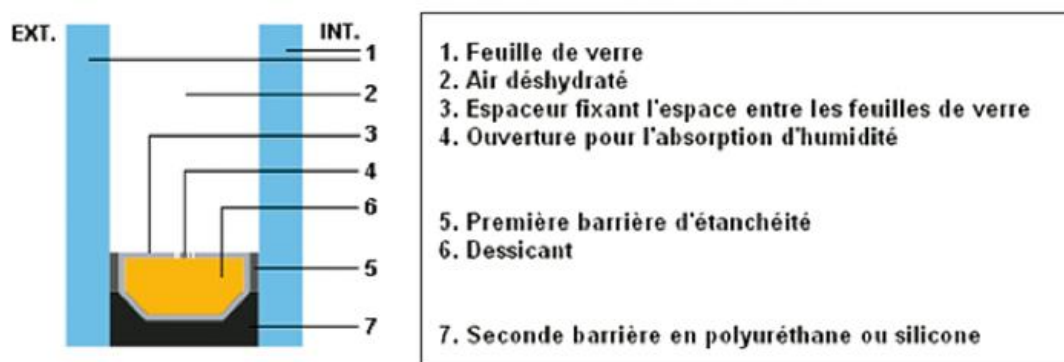 EXT.
INT.
1
2
3
4
6
5
7
1. Feuille de verre
2. Air déshydraté
3. Espaceur fixant l'espace entre les feuilles de verre
4. Ouverture pour l'absorption d'humidité
5. Première barrière d'étanchéité
6. Dessicant
7. Seconde barrière en polyuréthane ou silicone